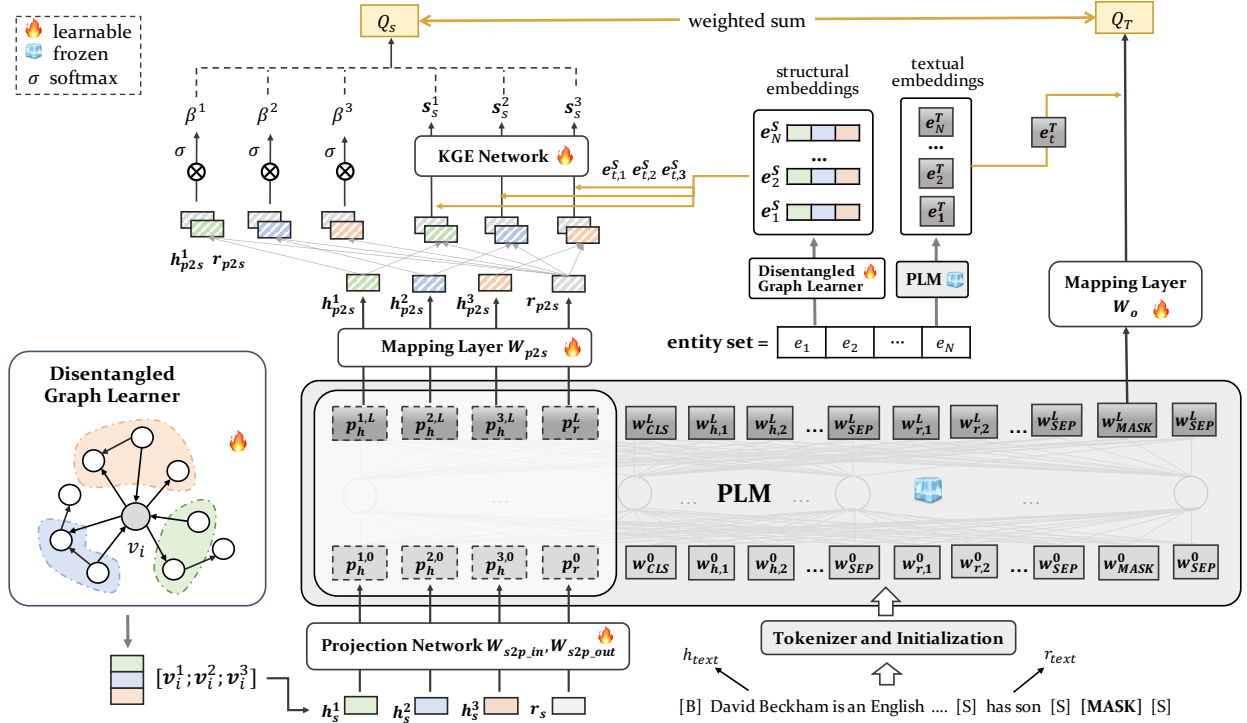 learnable
frozen
σ softmax
Q_s
weighted sum
Q_T
structural embeddings
textual embeddings
β^1 β^2 β^3 s_s^1 s_s^2 s_s^3
σ σ σ
KGE Network
e_{t,1}^S e_{t,2}^S e_{t,3}^S
e_N^S
...
e_2^S
e_1^S
e_N^T
...
e_2^T
e_1^T
e_t^T
h_{p2s}^1 r_{p2s}
h_{p2s}^1 h_{p2s}^2 h_{p2s}^3 r_{p2s}
Disentangled Graph Learner
PLM
Mapping Layer W_o
Mapping Layer W_{p2s}
entity set = e_1 e_2 ... e_N
Disentangled
Graph Learner
v_i
p_h^{1,L} p_h^{2,L} p_h^{3,L} p_r^L w_{CLS}^L w_{h,1}^L w_{h,2}^L ... w_{SEP}^L w_{r,1}^L w_{r,2}^L ... w_{SEP}^L w_{MASK}^L w_{SEP}^L
... ... PLM ... ... ...
p_h^{1,0} p_h^{2,0} p_h^{3,0} p_r^0 w_{CLS}^0 w_{h,1}^0 w_{h,2}^0 ... w_{SEP}^0 w_{r,1}^0 w_{r,2}^0 ... w_{SEP}^0 w_{MASK}^0 w_{SEP}^0
Projection Network W_{s2p_in}, W_{s2p_out}
Tokenizer and Initialization
[v_i^1; v_i^2; v_i^3]
h_s^1 h_s^2 h_s^3 r_s
h_{text} r_{text}
[B] David Beckham is an English .... [S] has son [S] [MASK] [S]